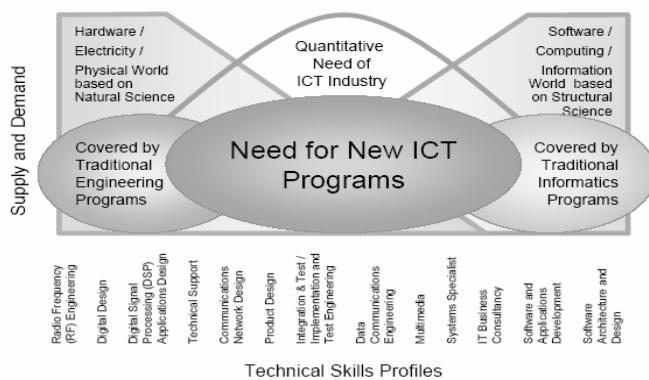 Hardware /
Electricity /
Physical World
based on
Natural Science
Quantitative
Need of
ICT Industry
Software /
Computing /
Information
World based
on Structural
Science
Supply and Demand
Covered by
Traditional
Engineering
Programs
Need for New ICT
Programs
Covered by
Traditional
Informatics
Programs
Radio Frequency
(RF) Engineering
Digital Design
Digital Signal
Processing (DSP)
Applications Design
Technical Support
Communications
Network Design
Product Design
Integration & Test /
Implementation and
Test Engineering
Data
Communications
Engineering
Multimedia
Systems Specialist
IT Business
Consultancy
Software and
Applications
Development
Software
Architecture and
Design
Technical Skills Profiles